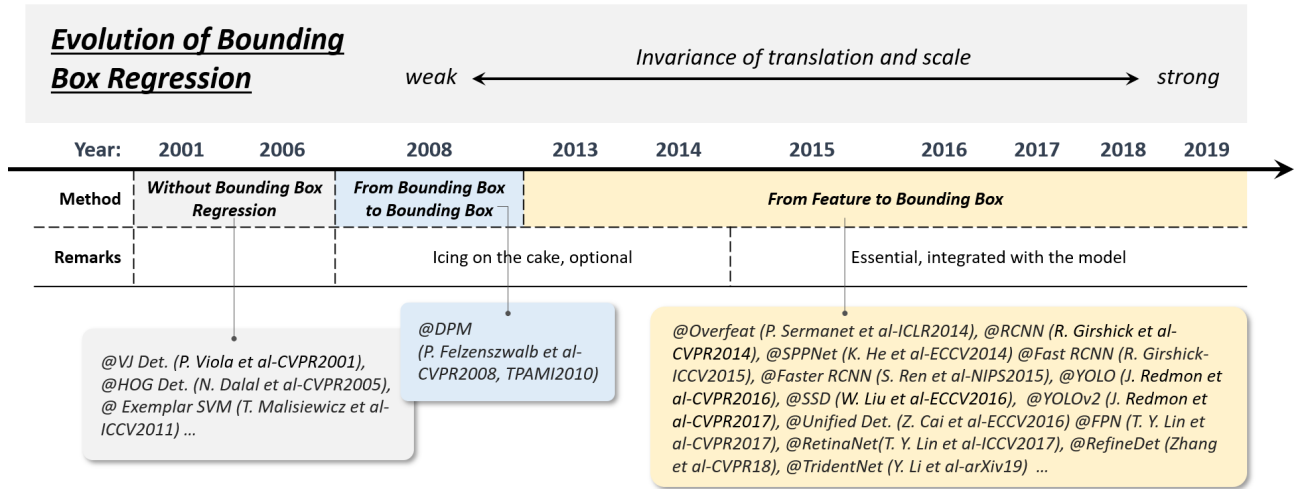 Evolution of Bounding
Box Regression
Invariance of translation and scale
weak
strong
Year: 2001 2006 2008 2013 2014 2015 2016 2017 2018 2019
Method
Without Bounding Box
Regression
From Bounding Box
to Bounding Box
From Feature to Bounding Box
Remarks
Icing on the cake, optional
Essential, integrated with the model
@VJ Det. (P. Viola et al-CVPR2001),
@HOG Det. (N. Dalal et al-CVPR2005),
@ Exemplar SVM (T. Malisiewicz et al-
ICCV2011) ...
@DPM
(P. Felzenszwalb et al-
CVPR2008, TPAMI2010)
@Overfeat (P. Sermanet et al-ICLR2014), @RCNN (R. Girshick et al-
CVPR2014), @SPPNet (K. He et al-ECCV2014) @Fast RCNN (R. Girshick-
ICCV2015), @Faster RCNN (S. Ren et al-NIPS2015), @YOLO (J. Redmon et
al-CVPR2016), @SSD (W. Liu et al-ECCV2016), @YOLOv2 (J. Redmon et
al-CVPR2017), @Unified Det. (Z. Cai et al-ECCV2016) @FPN (T. Y. Lin et
al-CVPR2017), @RetinaNet(T. Y. Lin et al-ICCV2017), @RefineDet (Zhang
et al-CVPR18), @TridentNet (Y. Li et al-arXiv19) ...